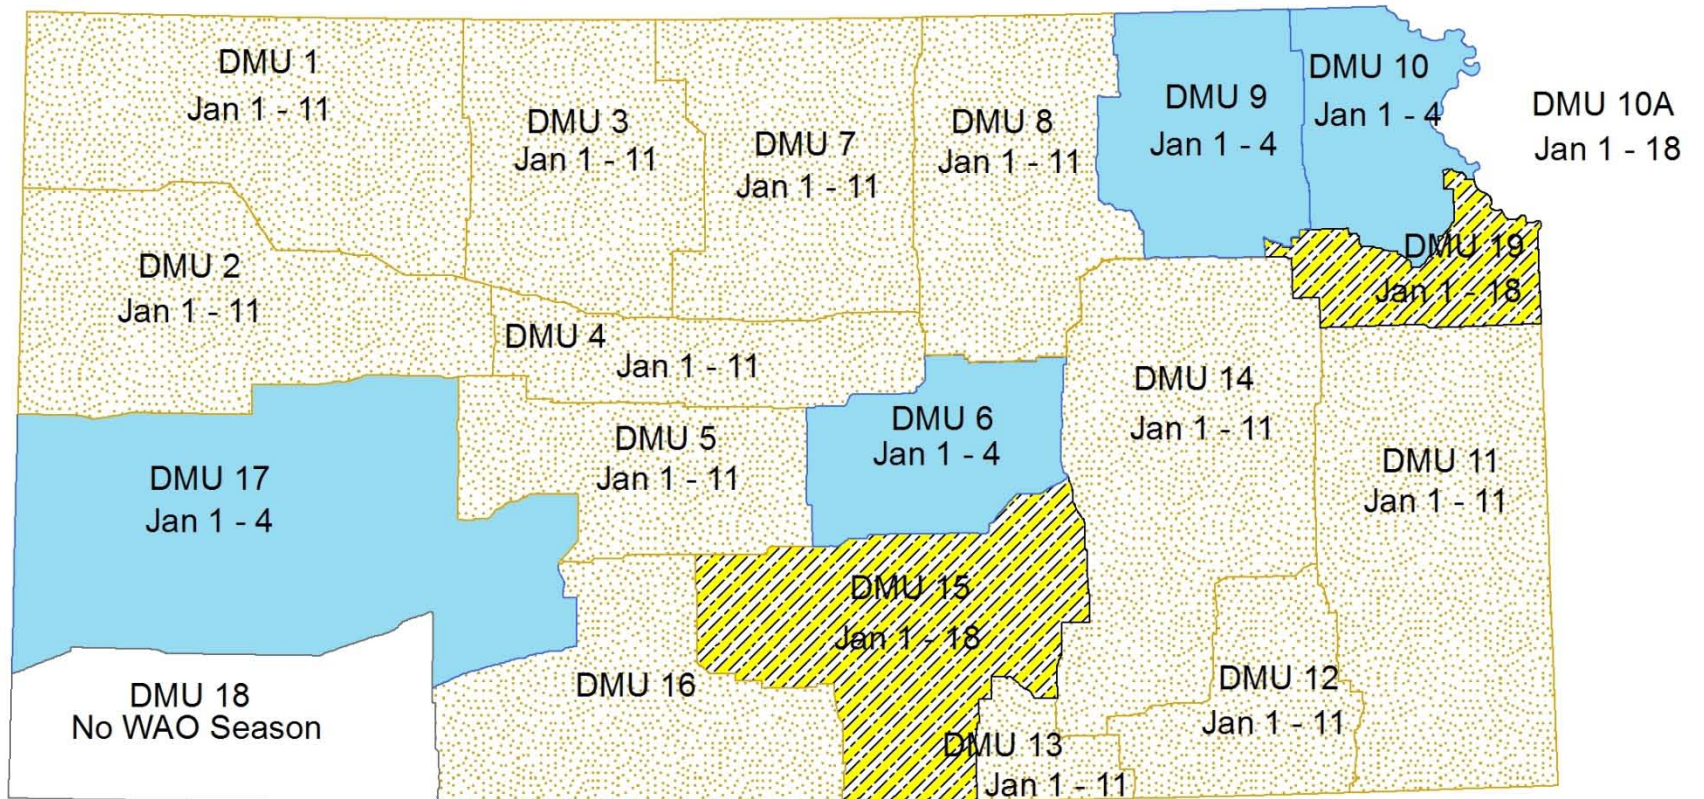 DMU 1
Jan 1 - 11
DMU 3
Jan 1 - 11
DMU 7
Jan 1 - 11
DMU 8
Jan 1 - 11
DMU 9
Jan 1 - 4
DMU 10
Jan 1 - 4
DMU 10A
Jan 1 - 18
DMU 19
Jan 1 - 18
DMU 2
Jan 1 - 11
DMU 4
Jan 1 - 11
DMU 14
Jan 1 - 11
DMU 6
Jan 1 - 4
DMU 5
Jan 1 - 11
DMU 11
Jan 1 - 11
DMU 17
Jan 1 - 4
DMU 15
Jan 1 - 18
DMU 18
No WAO Season
DMU 16
DMU 12
Jan 1 - 11
DMU 13
Jan 1 - 11